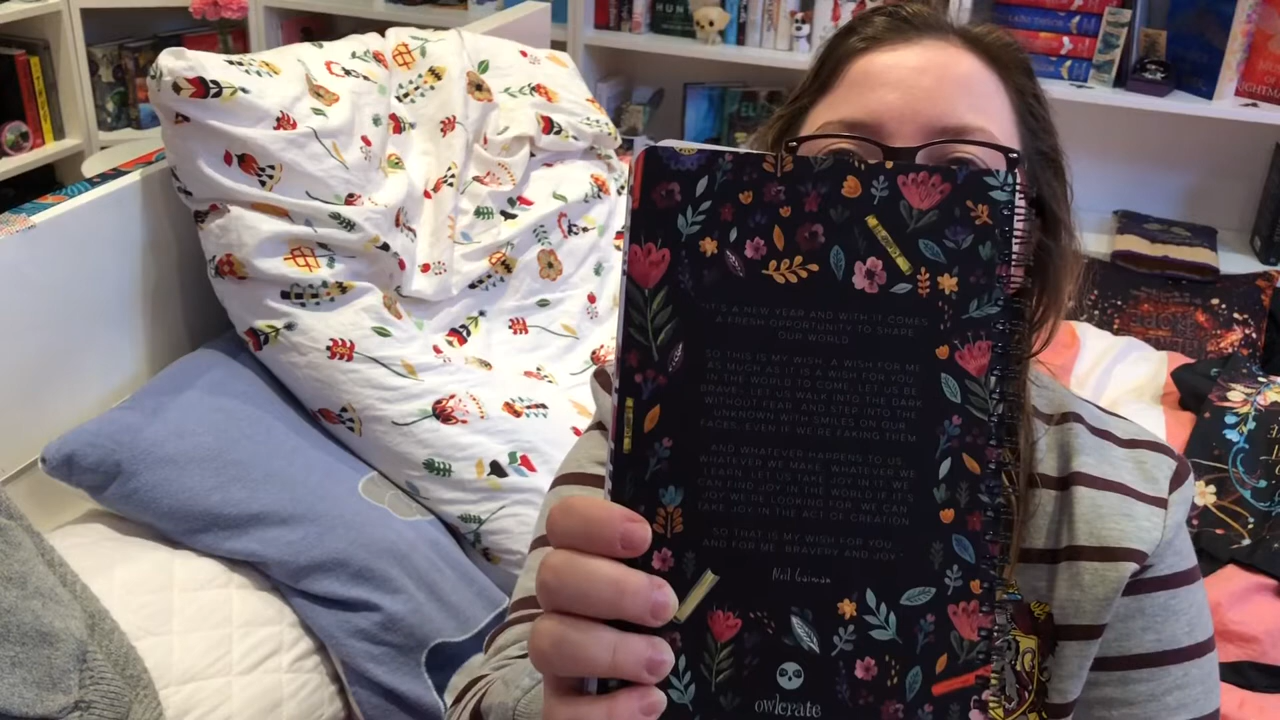 "IT'S A NEW YEAR AND WITH IT COMES
A FRESH OPPORTUNITY TO SHAPE
OUR WORLD.
SO THIS IS MY WISH, A WISH FOR ME
AS MUCH AS IT IS A WISH FOR YOU:
IN THE WORLD TO COME, LET US BE
BRAVE - LET US WALK INTO THE DARK
WITHOUT FEAR, AND STEP INTO THE
UNKNOWN WITH SMILES ON OUR
FACES, EVEN IF WE'RE FAKING THEM.
AND WHATEVER HAPPENS TO US,
WHATEVER WE MAKE, WHATEVER WE
LEARN, LET US TAKE JOY IN IT. WE
CAN FIND JOY IN THE WORLD IF IT'S
JOY WE'RE LOOKING FOR, WE CAN
TAKE JOY IN THE ACT OF CREATION.
SO THAT IS MY WISH FOR YOU,
AND FOR ME. BRAVERY AND JOY."
Neil Gaiman
owlcrate